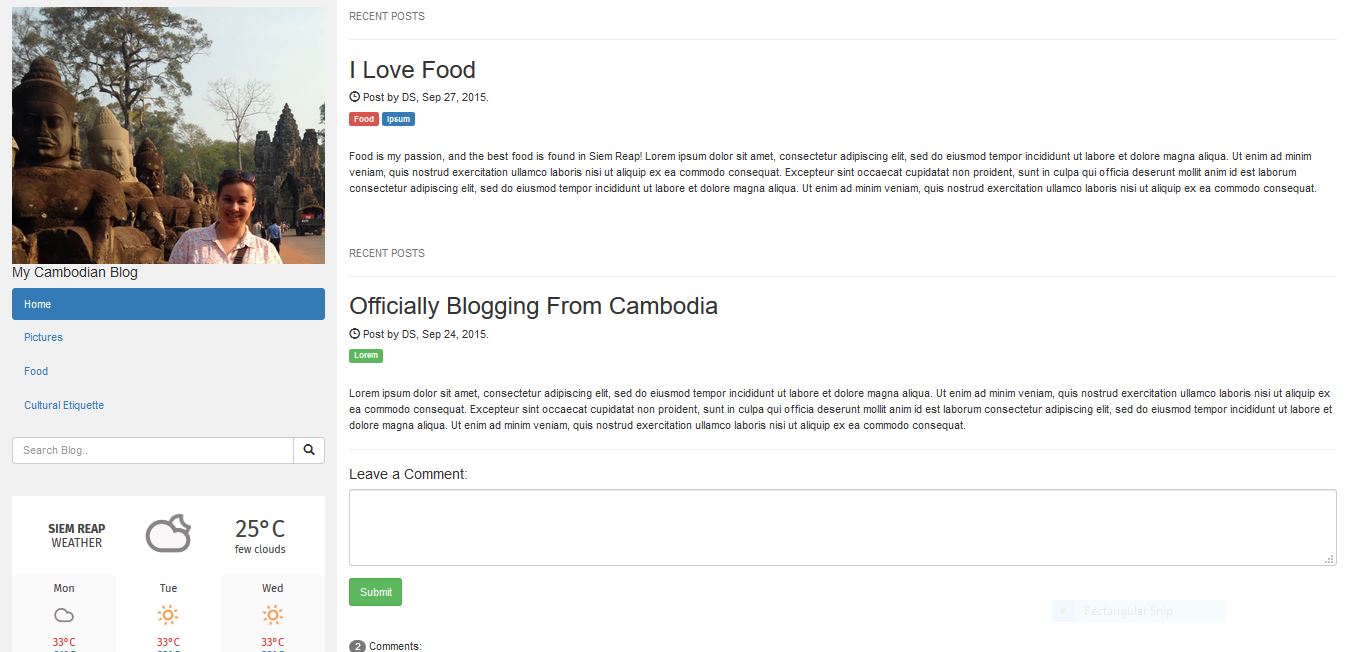 My Cambodian Blog
Home
Pictures
Food
Cultural Etiquette
Search Blog..
SIEM REAP
WEATHER
25°C
few clouds
Mon
Tue
Wed
33°C
33°C
33°C
RECENT POSTS
I Love Food
Post by DS, Sep 27, 2015.
Food Ipsum
Food is my passion, and the best food is found in Siem Reap! Lorem ipsum dolor sit amet, consectetur adipiscing elit, sed do eiusmod tempor incididunt ut labore et dolore magna aliqua. Ut enim ad minim
veniam, quis nostrud exercitation ullamco laboris nisi ut aliquip ex ea commodo consequat. Excepteur sint occaecat cupidatat non proident, sunt in culpa qui officia deserunt mollit anim id est laborum
consectetur adipiscing elit, sed do eiusmod tempor incididunt ut labore et dolore magna aliqua. Ut enim ad minim veniam, quis nostrud exercitation ullamco laboris nisi ut aliquip ex ea commodo consequat.
RECENT POSTS
Officially Blogging From Cambodia
Post by DS, Sep 24, 2015.
Lorem
Lorem ipsum dolor sit amet, consectetur adipiscing elit, sed do eiusmod tempor incididunt ut labore et dolore magna aliqua. Ut enim ad minim veniam, quis nostrud exercitation ullamco laboris nisi ut aliquip ex
ea commodo consequat. Excepteur sint occaecat cupidatat non proident, sunt in culpa qui officia deserunt mollit anim id est laborum consectetur adipiscing elit, sed do eiusmod tempor incididunt ut labore et
dolore magna aliqua. Ut enim ad minim veniam, quis nostrud exercitation ullamco laboris nisi ut aliquip ex ea commodo consequat.
Leave a Comment:
Submit
Rectangular Snip
2 Comments: